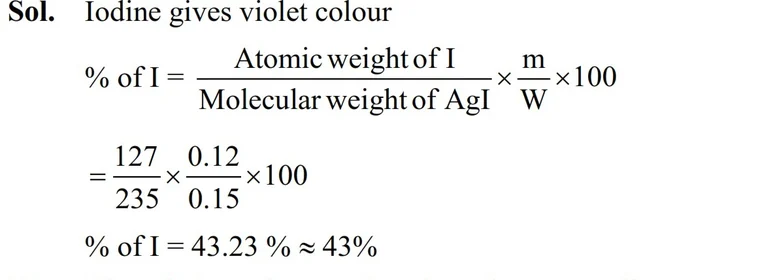 Sol. Iodine gives violet colour
% of I = Atomic weight of I / Molecular weight of AgI × m / W × 100
= 127 / 235 × 0.12 / 0.15 × 100
% of I = 43.23 % ≈ 43%